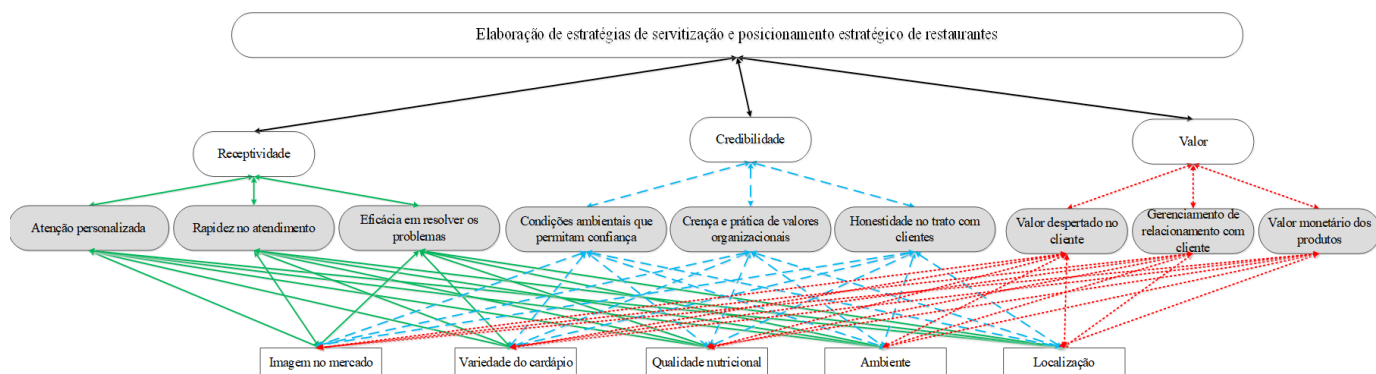 Elaboração de estratégias de servitização e posicionamento estratégico de restaurantes
Receptividade
Credibilidade
Valor
Atenção personalizada
Rapidez no atendimento
Eficácia em resolver os
problemas
Condições ambientais que
permitam confiança
Crença e prática de valores
organizacionais
Honestidade no trato com
clientes
Valor despertado no
cliente
Gerenciamento de
relacionamento com
cliente
Valor monetário dos
produtos
Imagem no mercado
Variedade do cardápio
Qualidade nutricional
Ambiente
Localização